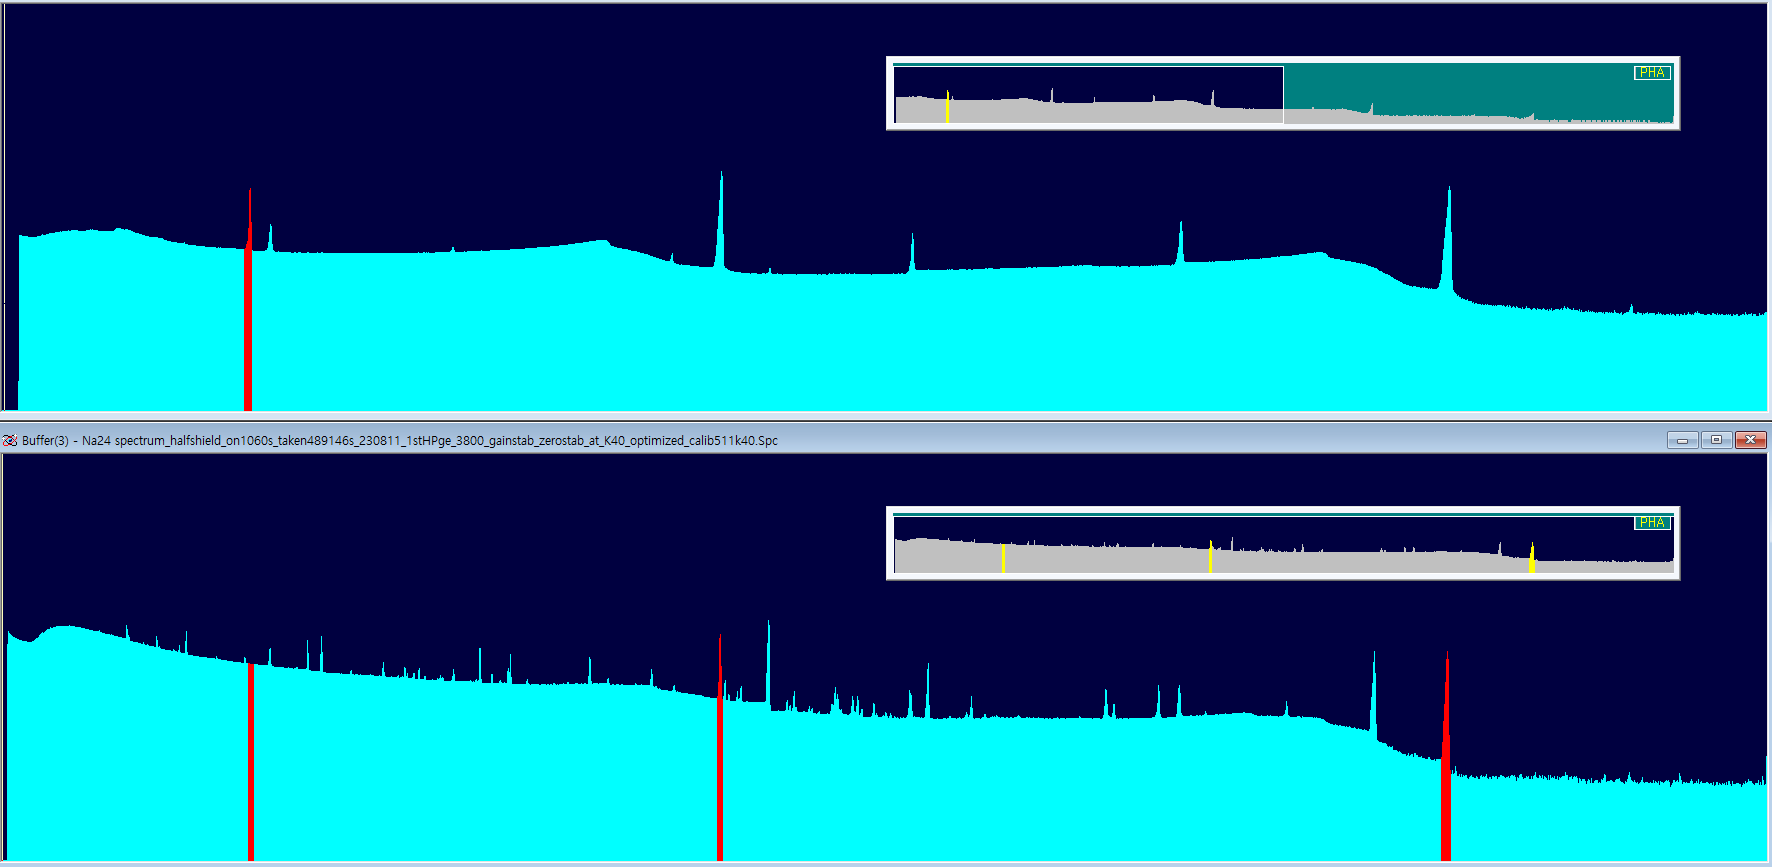 PHA
Buffer(3) - Na24 spectrum_halfshield_on1060s_taken489146s_230811_1stHPge_3800_gainstab_zerostab_at_K40_optimized_calib511k40.Spc
PHA